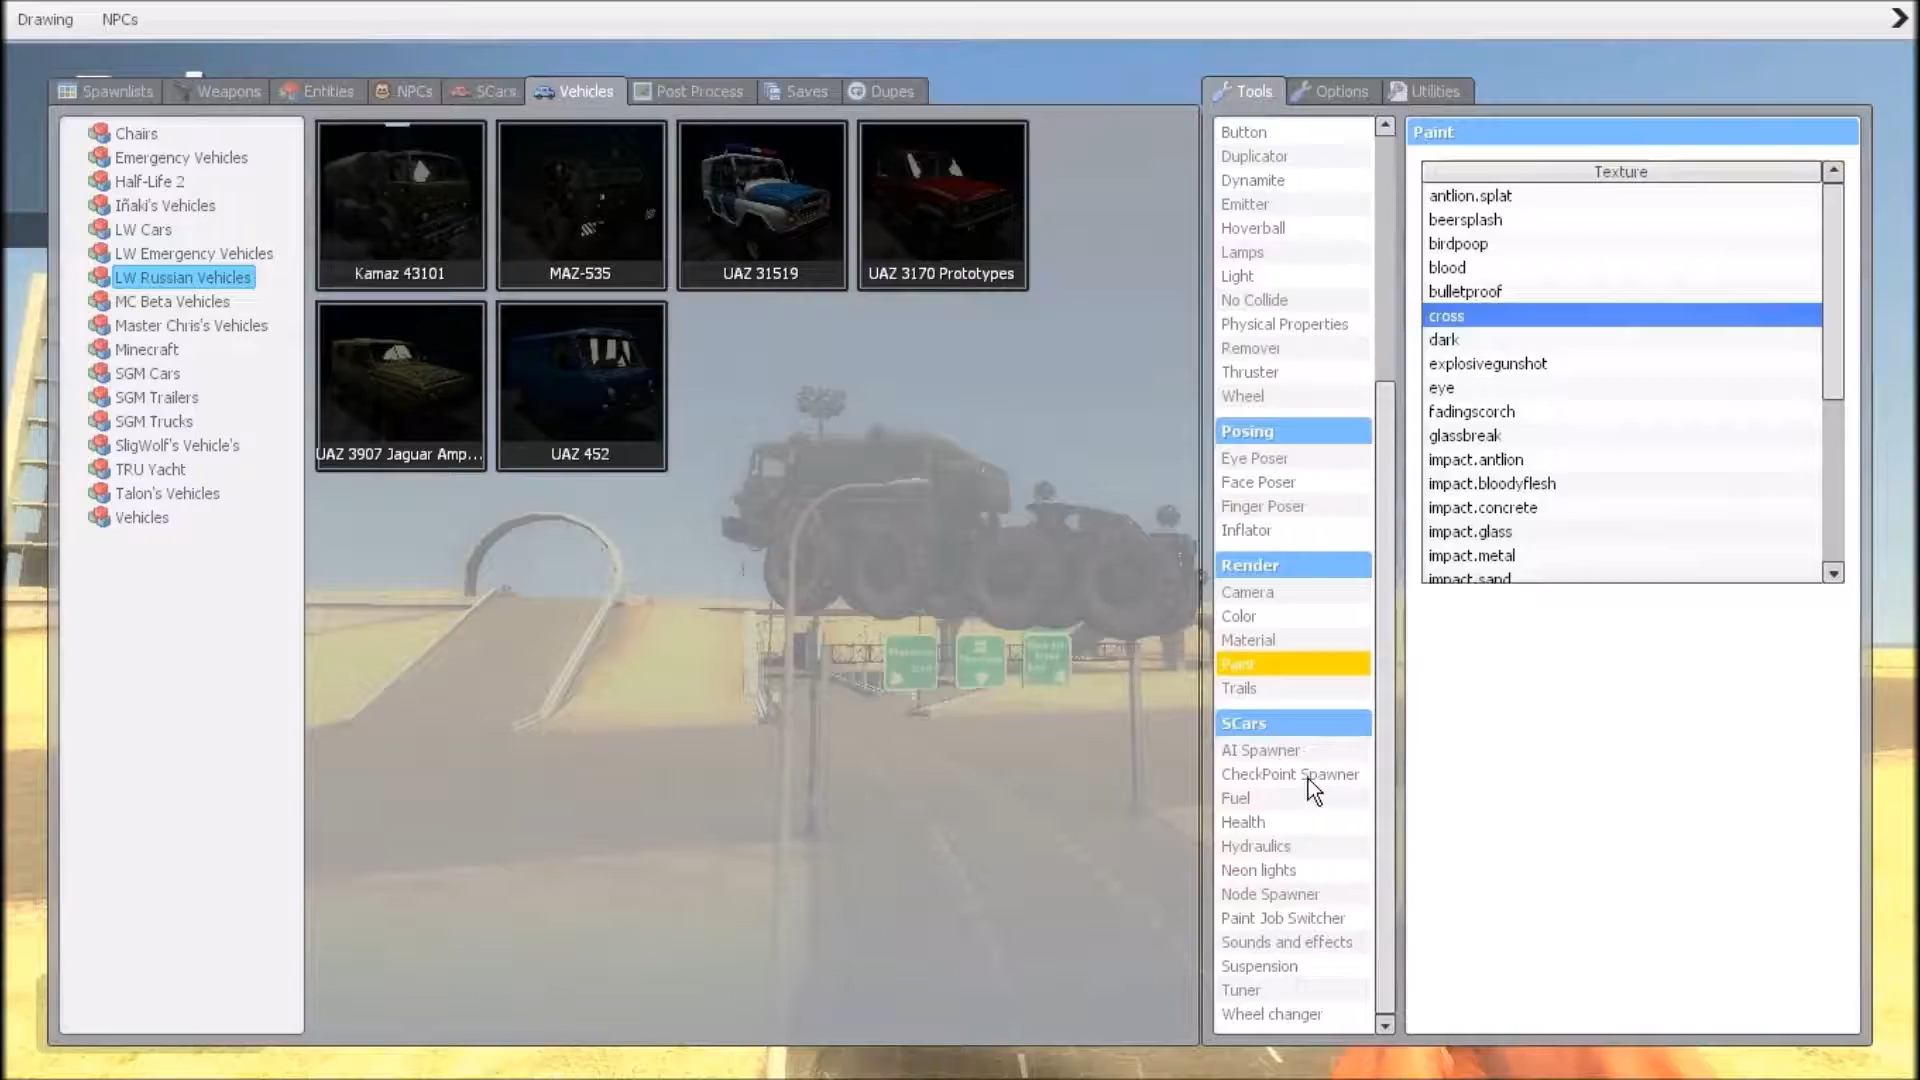 Drawing NPCs
Spawnlists Weapons Entities NPCs SCars Vehicles Post Process Saves Dupes
Tools Options Utilities
Chairs
Emergency Vehicles
Half-Life 2
Iñaki's Vehicles
LW Cars
LW Emergency Vehicles
LW Russian Vehicles
MC Beta Vehicles
Master Chris's Vehicles
Minecraft
SGM Cars
SGM Trailers
SGM Trucks
SligWolf's Vehicle's
TRU Yacht
Talon's Vehicles
Vehicles
Kamaz 43101
MAZ-535
UAZ 31519
UAZ 3170 Prototypes
UAZ 3907 Jaguar Amp...
UAZ 452
Button
Duplicator
Dynamite
Emitter
Hoverball
Lamps
Light
No Collide
Physical Properties
Remover
Thruster
Wheel
Posing
Eye Poser
Face Poser
Finger Poser
Inflator
Render
Camera
Color
Material
Paint
Trails
SCars
AI Spawner
CheckPoint Spawner
Fuel
Health
Hydraulics
Neon lights
Node Spawner
Paint Job Switcher
Sounds and effects
Suspension
Tuner
Wheel changer
Paint
Texture
antlion.splat
beersplash
birdpoop
blood
bulletproof
cross
dark
explosivegunshot
eye
fadingscorch
glassbreak
impact.antlion
impact.bloodyflesh
impact.concrete
impact.glass
impact.metal
impact.sand